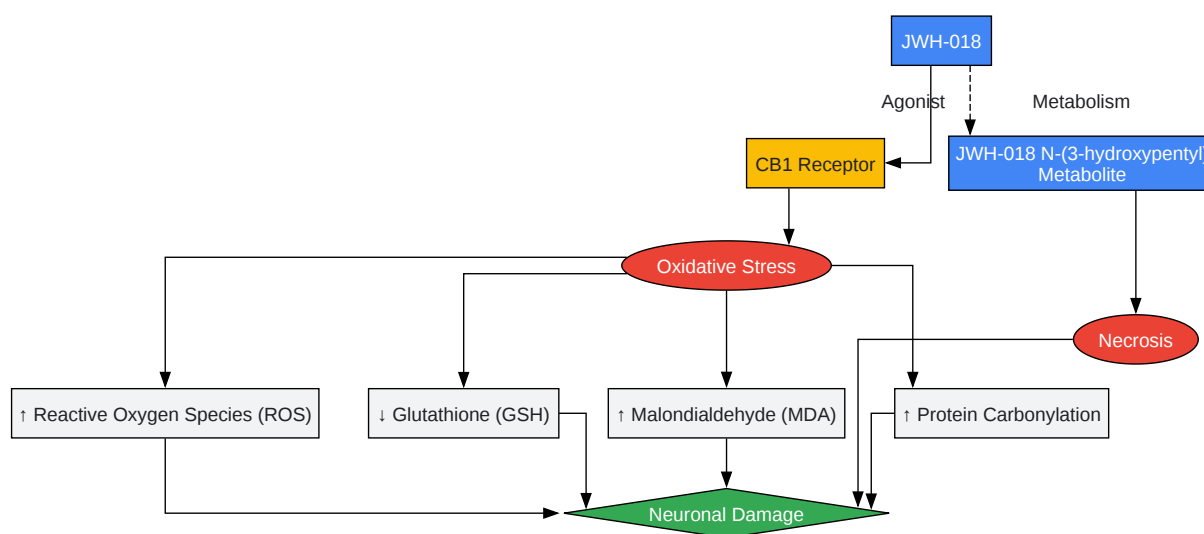 JWH-018
Agonist
Metabolism
CB1 Receptor
JWH-018 N-(3-hydroxypentyl)
Metabolite
Oxidative Stress
Necrosis
↑ Reactive Oxygen Species (ROS)
↓ Glutathione (GSH)
↑ Malondialdehyde (MDA)
↑ Protein Carbonylation
Neuronal Damage